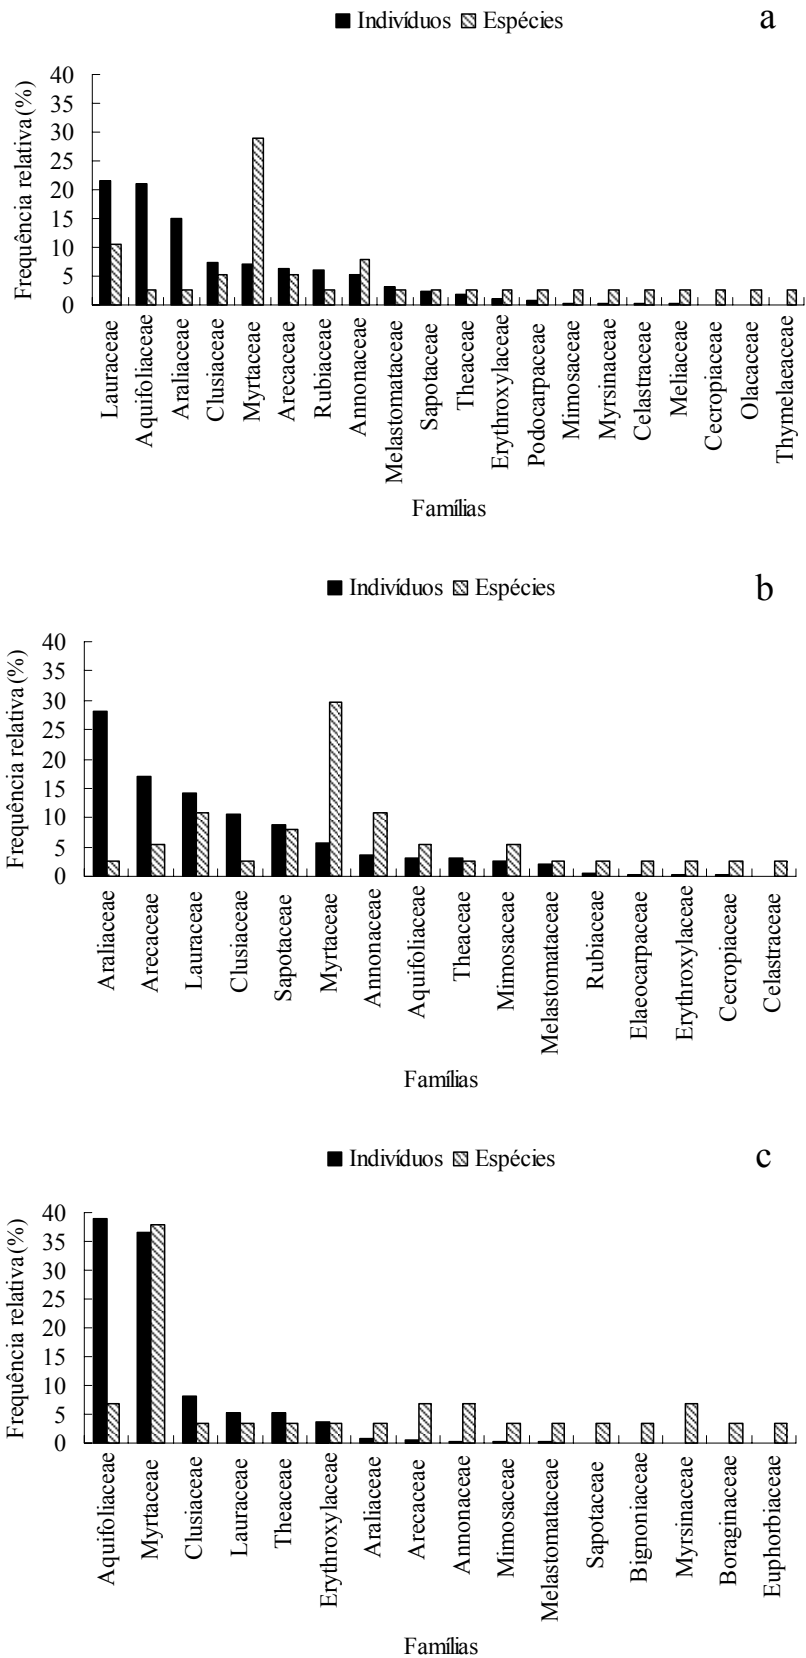 Indivíduos Espécies
a
Frequência relativa (%)
40
35
30
25
20
15
10
5
0
Lauraceae
Aquifoliaceae
Araliaceae
Clusiaceae
Myrtaceae
Arecaceae
Rubiaceae
Annonaceae
Melastomataceae
Sapotaceae
Theaceae
Erythroxylaceae
Podocarpaceae
Mimosaceae
Myrsinaceae
Celastraceae
Meliaceae
Cecropiaceae
Olacaceae
Thymelaeaceae
Famílias
Indivíduos Espécies
b
Frequência relativa (%)
40
35
30
25
20
15
10
5
0
Araliaceae
Arecaceae
Lauraceae
Clusiaceae
Sapotaceae
Myrtaceae
Annonaceae
Aquifoliaceae
Theaceae
Mimosaceae
Melastomataceae
Rubiaceae
Elaeocarpaceae
Erythroxylaceae
Cecropiaceae
Celastraceae
Famílias
Indivíduos Espécies
c
Frequência relativa (%)
40
35
30
25
20
15
10
5
0
Aquifoliaceae
Myrtaceae
Clusiaceae
Lauraceae
Theaceae
Erythroxylaceae
Araliaceae
Arecaceae
Annonaceae
Mimosaceae
Melastomataceae
Sapotaceae
Bignoniaceae
Myrsinaceae
Boraginaceae
Euphorbiaceae
Famílias